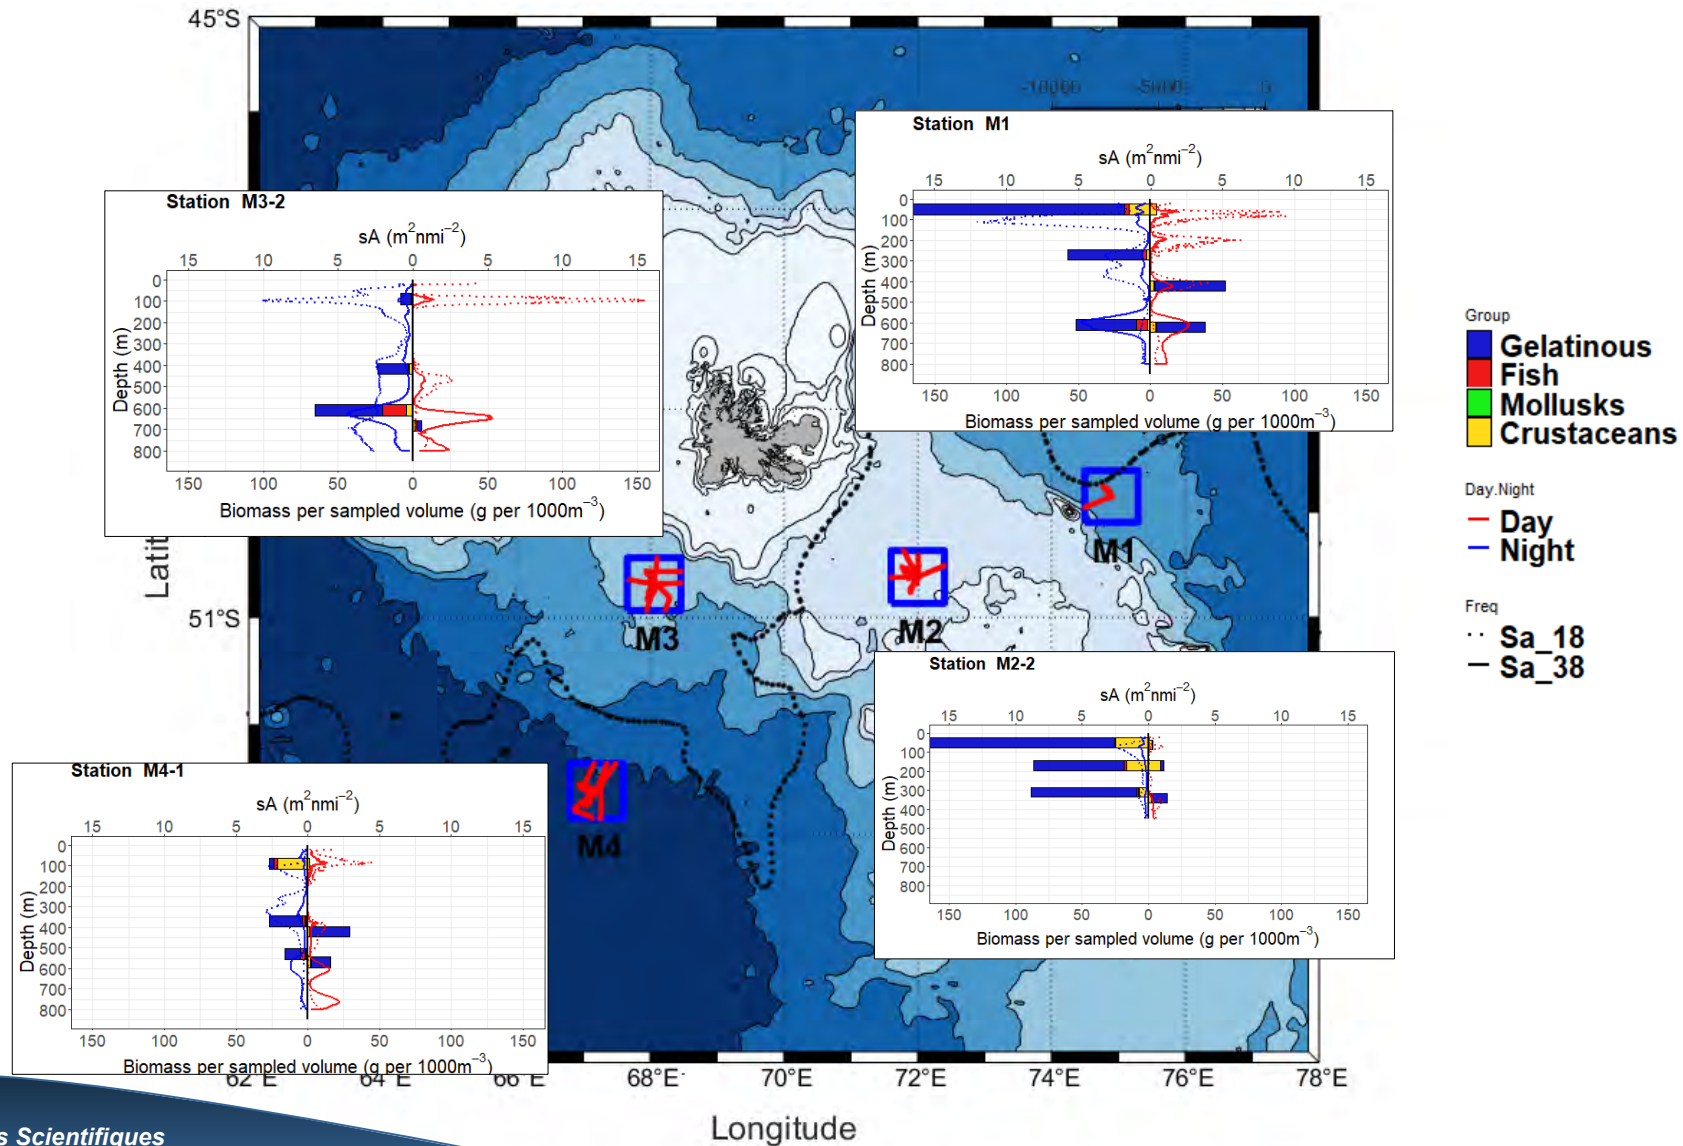 45°S
-10000 -5000 0
Station M1
sA (m²nmi⁻²)
15 10 5 0 5 10 15
0
100
200
300
400
500
600
700
800
Depth (m)
150 100 50 0 50 100 150
Biomass per sampled volume (g per 1000m⁻³)
Station M3-2
sA (m²nmi⁻²)
15 10 5 0 5 10 15
0
100
200
300
400
500
600
700
800
Depth (m)
150 100 50 0 50 100 150
Biomass per sampled volume (g per 1000m⁻³)
Group
Gelatinous
Fish
Mollusks
Crustaceans
Day.Night
Day
Night
Freq
Sa_18
Sa_38
M1
M2
M3
M4
Latit
51°S
Station M2-2
sA (m²nmi⁻²)
15 10 5 0 5 10 15
0
100
200
300
400
500
600
700
800
Depth (m)
150 100 50 0 50 100 150
Biomass per sampled volume (g per 1000m⁻³)
Station M4-1
sA (m²nmi⁻²)
15 10 5 0 5 10 15
0
100
200
300
400
500
600
700
800
Depth (m)
150 100 50 0 50 100 150
Biomass per sampled volume (g per 1000m⁻³)
62°E 64°E 66°E 68°E 70°E 72°E 74°E 76°E 78°E
Longitude
s Scientifiques